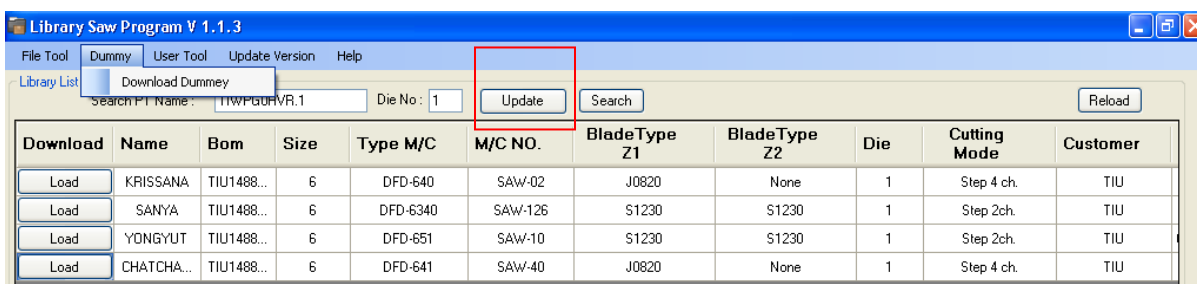 Library Saw Program V 1.1.3
File Tool Dummy User Tool Update Version Help
Download Dummey
Library List
Search PT Name : Die No : 1 Update Search Reload
Download Name Bom Size Type M/C M/C NO. BladeType Z1 BladeType Z2 Die Cutting Mode Customer
Load KRISSANA TIU1488... 6 DFD-640 SAW-02 J0820 None 1 Step 4 ch. TIU
Load SANYA TIU1488... 6 DFD-6340 SAW-126 S1230 S1230 1 Step 2ch. TIU
Load YONGYUT TIU1488... 6 DFD-651 SAW-10 S1230 S1230 1 Step 2ch. TIU
Load CHATCHA... TIU1488... 6 DFD-641 SAW-40 J0820 None 1 Step 4 ch. TIU